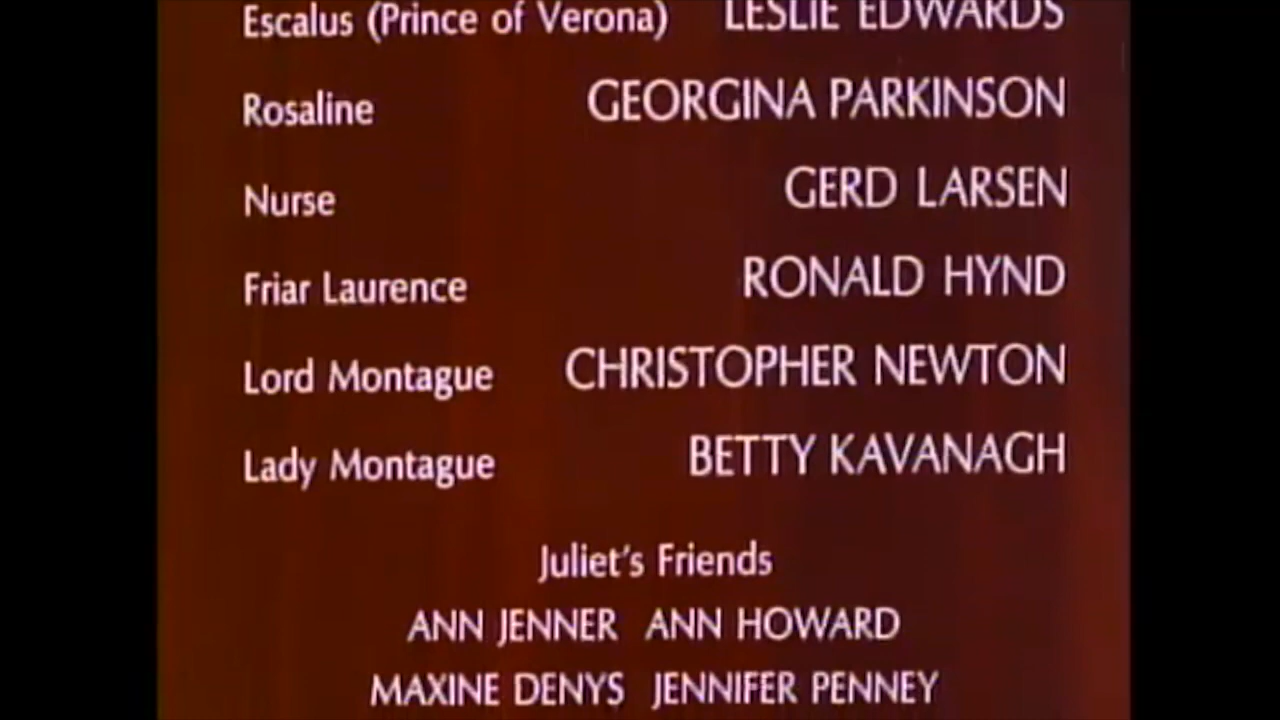 Escalus (Prince of Verona) LESLIE EDWARDS
Rosaline GEORGINA PARKINSON
Nurse GERD LARSEN
Friar Laurence RONALD HYND
Lord Montague CHRISTOPHER NEWTON
Lady Montague BETTY KAVANAGH
Juliet's Friends
ANN JENNER ANN HOWARD
MAXINE DENYS JENNIFER PENNEY